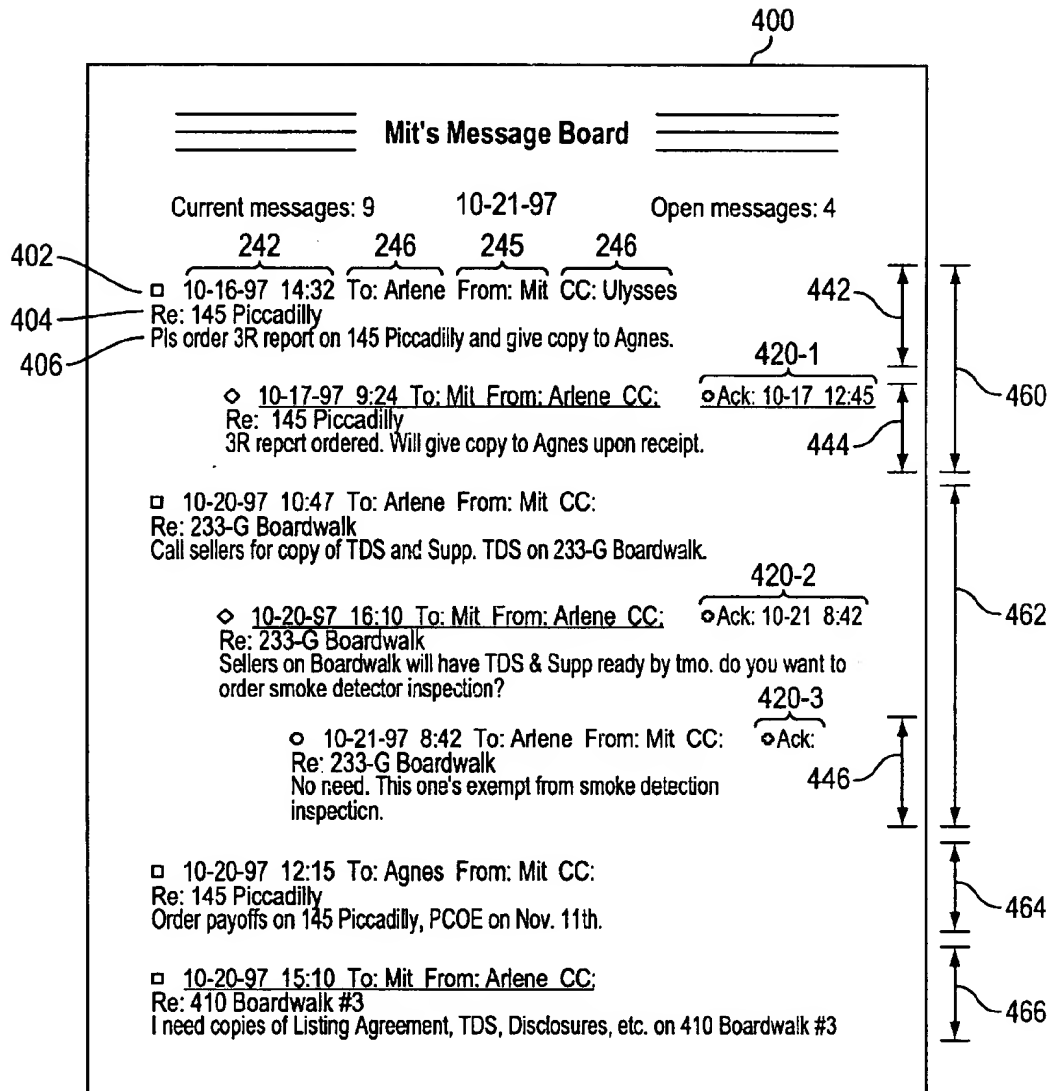 400
Mit's Message Board
Current messages: 9 10-21-97 Open messages: 4
242 246 245 246
402 □ 10-16-97 14:32 To: Arlene From: Mit CC: Ulysses 442
404 Re: 145 Piccadilly
406 Pls order 3R report on 145 Piccadilly and give copy to Agnes.
420-1
◇ 10-17-97 9:24 To: Mit From: Arlene CC: Ack: 10-17 12:45 460
Re: 145 Piccadilly 444
3R report ordered. Will give copy to Agnes upon receipt.
□ 10-20-97 10:47 To: Arlene From: Mit CC:
Re: 233-G Boardwalk
Call sellers for copy of TDS and Supp. TDS on 233-G Boardwalk.
420-2
◇ 10-20-97 16:10 To: Mit From: Arlene CC: Ack: 10-21 8:42 462
Re: 233-G Boardwalk
Sellers on Boardwalk will have TDS & Supp ready by tmo. do you want to
order smoke detector inspection?
420-3
○ 10-21-97 8:42 To: Arlene From: Mit CC: Ack:
Re: 233-G Boardwalk 446
No need. This one's exempt from smoke detection
inspection.
□ 10-20-97 12:15 To: Agnes From: Mit CC:
Re: 145 Piccadilly 464
Order payoffs on 145 Piccadilly, PCOE on Nov. 11th.
□ 10-20-97 15:10 To: Mit From: Arlene CC:
Re: 410 Boardwalk #3 466
I need copies of Listing Agreement, TDS, Disclosures, etc. on 410 Boardwalk #3